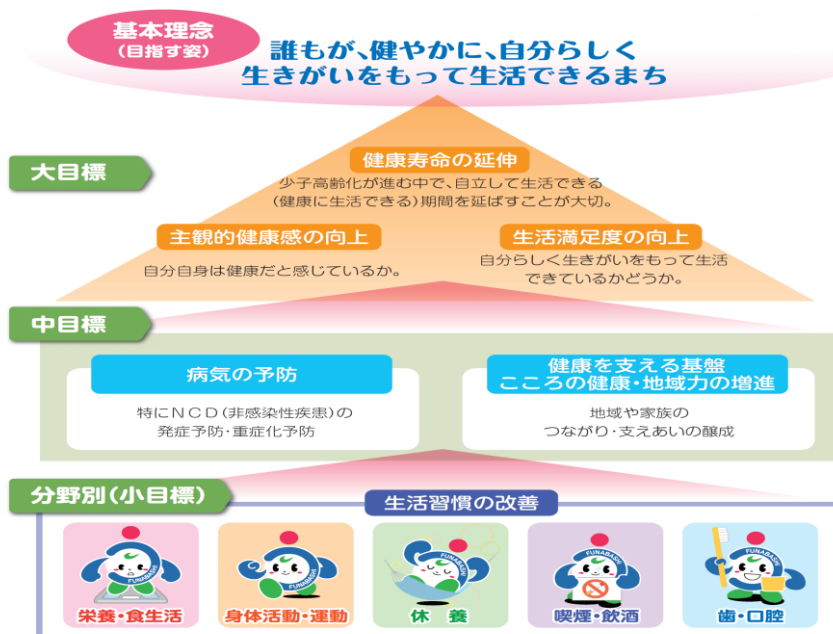 基本理念
(目指す姿)
誰もが、健やかに、自分らしく
生きがいをもって生活できるまち
大目標
健康寿命の延伸
少子高齢化が進む中で、自立して生活できる
(健康に生活できる)期間を延ばすことが大切。
主観的健康感の向上
自分自身は健康だと感じているか。
生活満足度の向上
自分らしく生きがいをもって生活
できているかどうか。
中目標
病気の予防
特にNCD(非感染性疾患)の
発症予防・重症化予防
健康を支える基盤
こころの健康・地域力の増進
地域や家族の
つながり・支えあいの醸成
分野別(小目標)
生活習慣の改善
FUNABASHI
栄養・食生活
FUNABASHI
身体活動・運動
FUNABASHI
休 養
FUNABASHI
喫煙・飲酒
FUNABASHI
歯・口腔